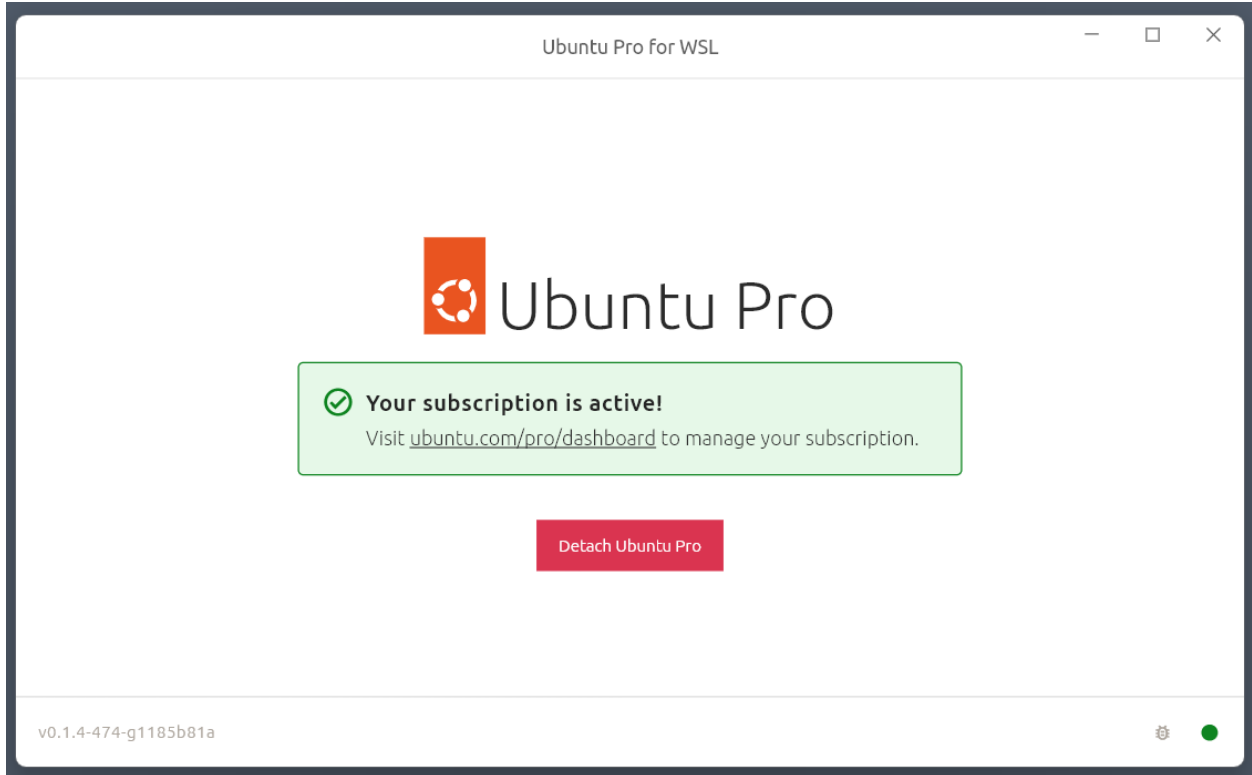 Ubuntu Pro for WSL
Ubuntu Pro
Your subscription is active!
Visit ubuntu.com/pro/dashboard to manage your subscription.
Detach Ubuntu Pro
v0.1.4-474-g1185b81a